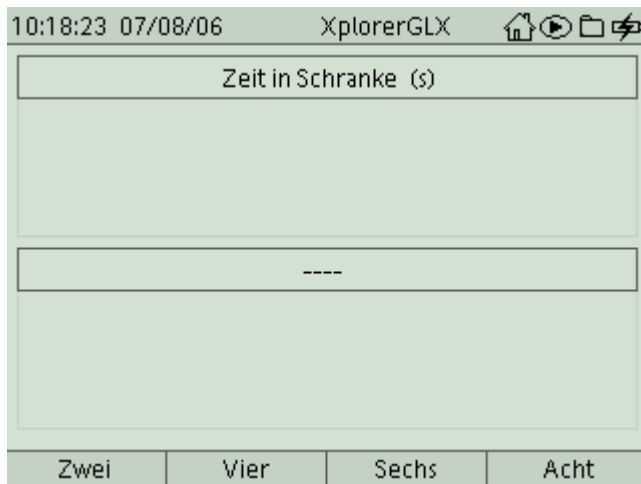 10:18:23 07/08/06 XplorerGLX
Zeit in Schranke (s)
----
Zwei Vier Sechs Acht